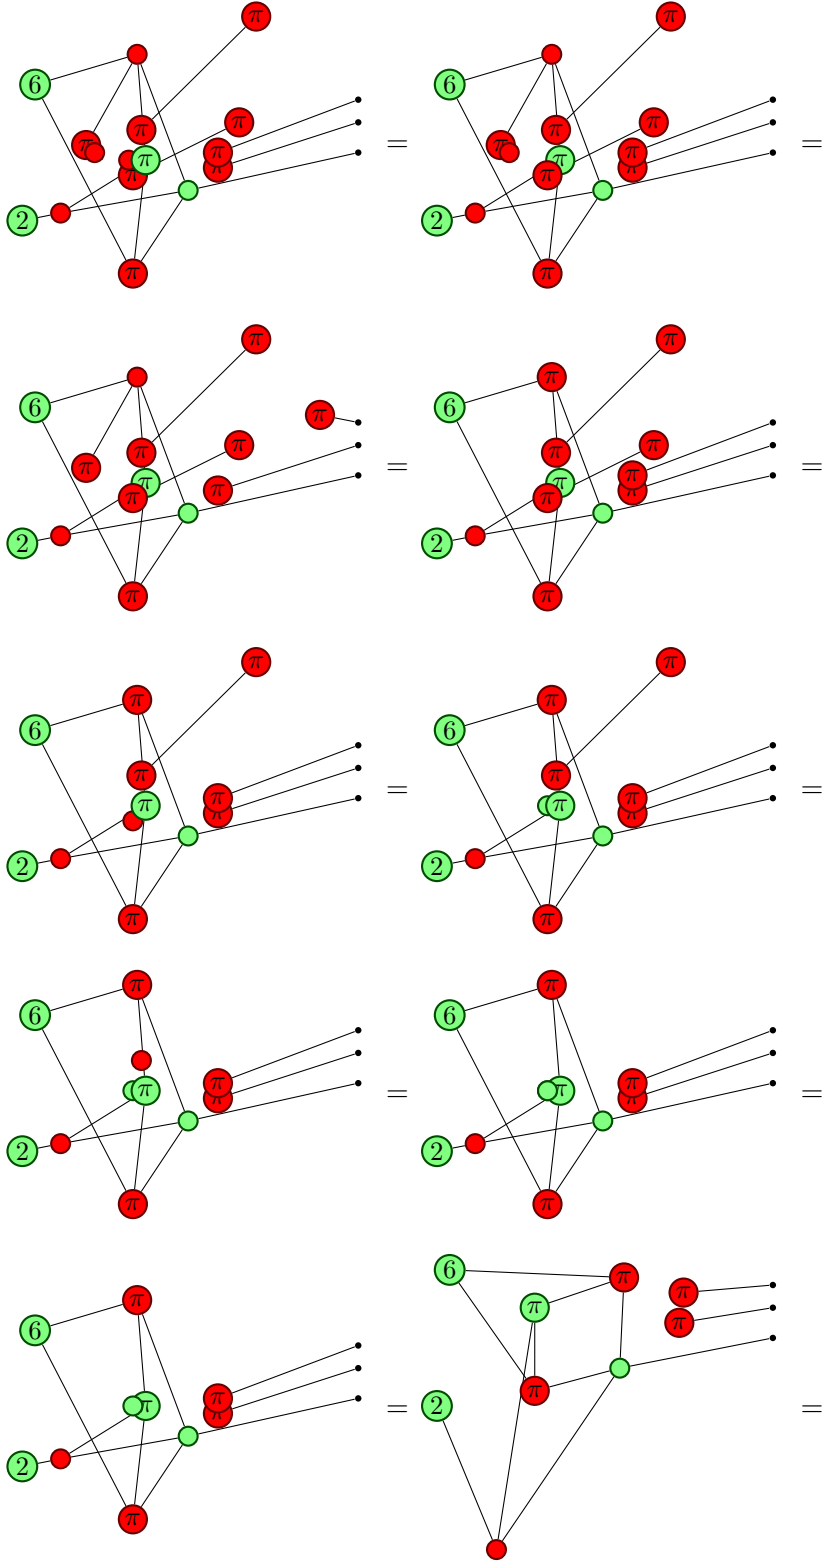 π π
6 6
π π π π
π π = π π =
π π π π
π π
2 2
π π
π π
π
6 6
π
π π π π
π = π =
π π π π
π π
2 2
π π
π π
π π
6 6
π π
π π = π π =
π π
2 2
π π
π π
6 6
π π = π π =
π π
2 2
π π
6 π
π π
π π
6
π
π π = 2 =
π
2
π